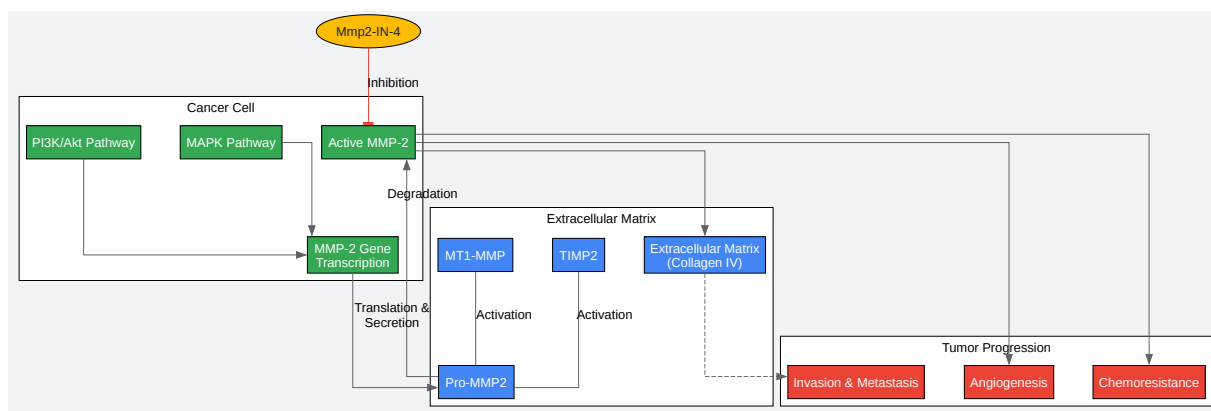 Mmp2-IN-4
Inhibition
Cancer Cell
PI3K/Akt Pathway
MAPK Pathway
Active MMP-2
Degradation
Extracellular Matrix
MMP-2 Gene
Transcription
MT1-MMP
TIMP2
Extracellular Matrix
(Collagen IV)
Translation &
Secretion
Activation
Activation
Tumor Progression
Pro-MMP2
Invasion & Metastasis
Angiogenesis
Chemoresistance